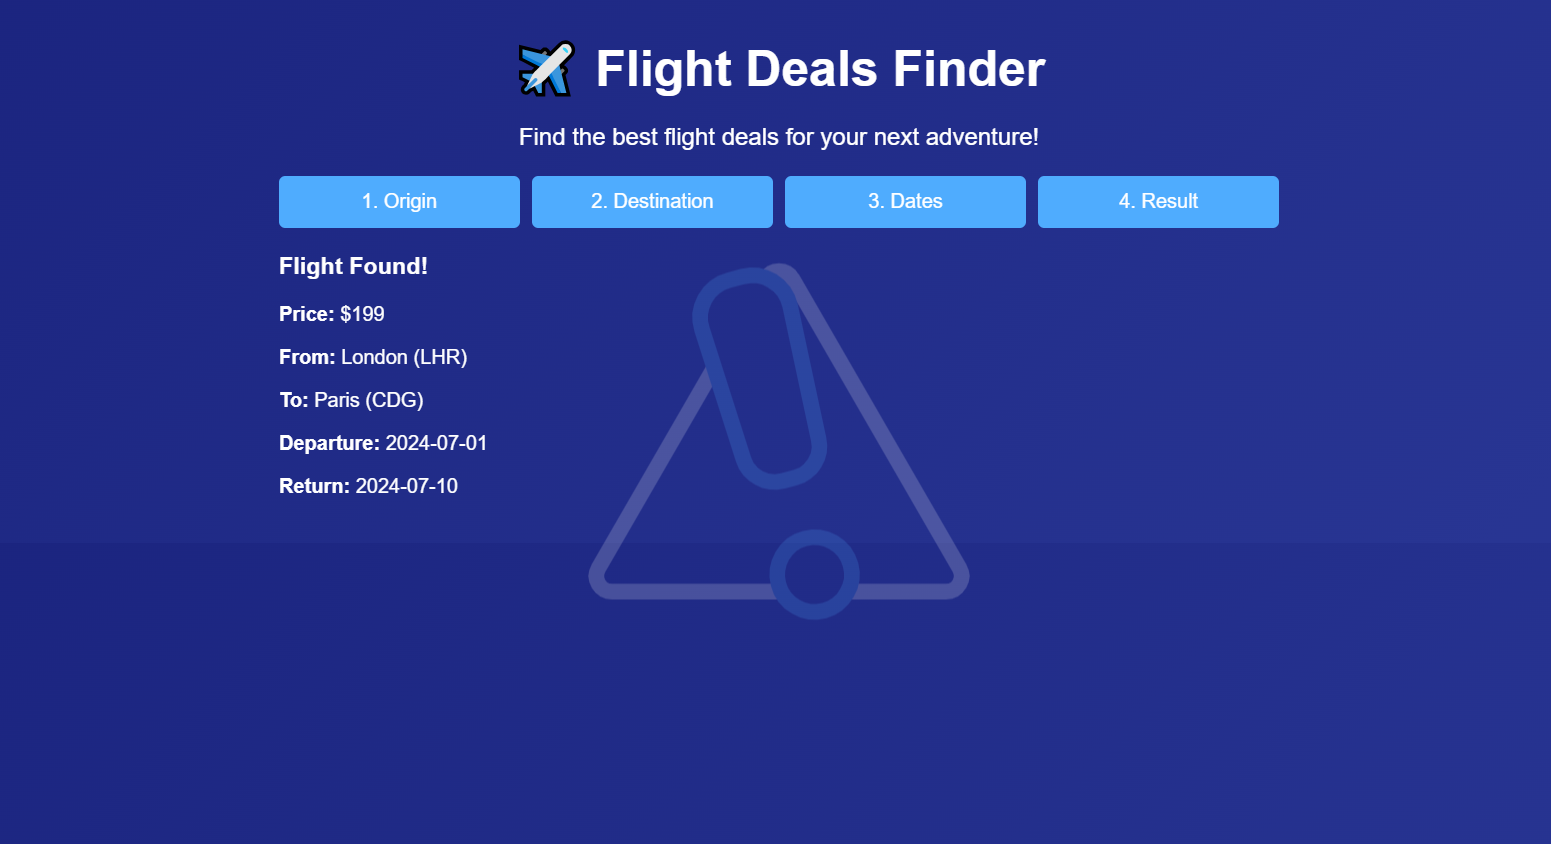 Flight Deals Finder
Find the best flight deals for your next adventure!
1. Origin
2. Destination
3. Dates
4. Result
Flight Found!
Price: $199
From: London (LHR)
To: Paris (CDG)
Departure: 2024-07-01
Return: 2024-07-10